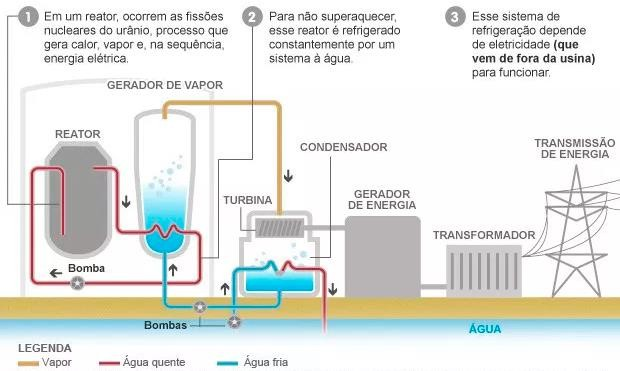 1 Em um reator, ocorrem as fissões
nucleares do urânio, processo que
gera calor, vapor e, na sequência,
energia elétrica.
2 Para não superaquecer,
esse reator é refrigerado
constantemente por um
sistema à água.
3 Esse sistema de
refrigeração depende
de eletricidade (que
vem de fora da usina)
para funcionar.
GERADOR DE VAPOR
REATOR
CONDENSADOR
TRANSMISSÃO
DE ENERGIA
TURBINA
GERADOR
DE ENERGIA
TRANSFORMADOR
Bomba
Bombas
ÁGUA
LEGENDA
Vapor
Água quente
Água fria